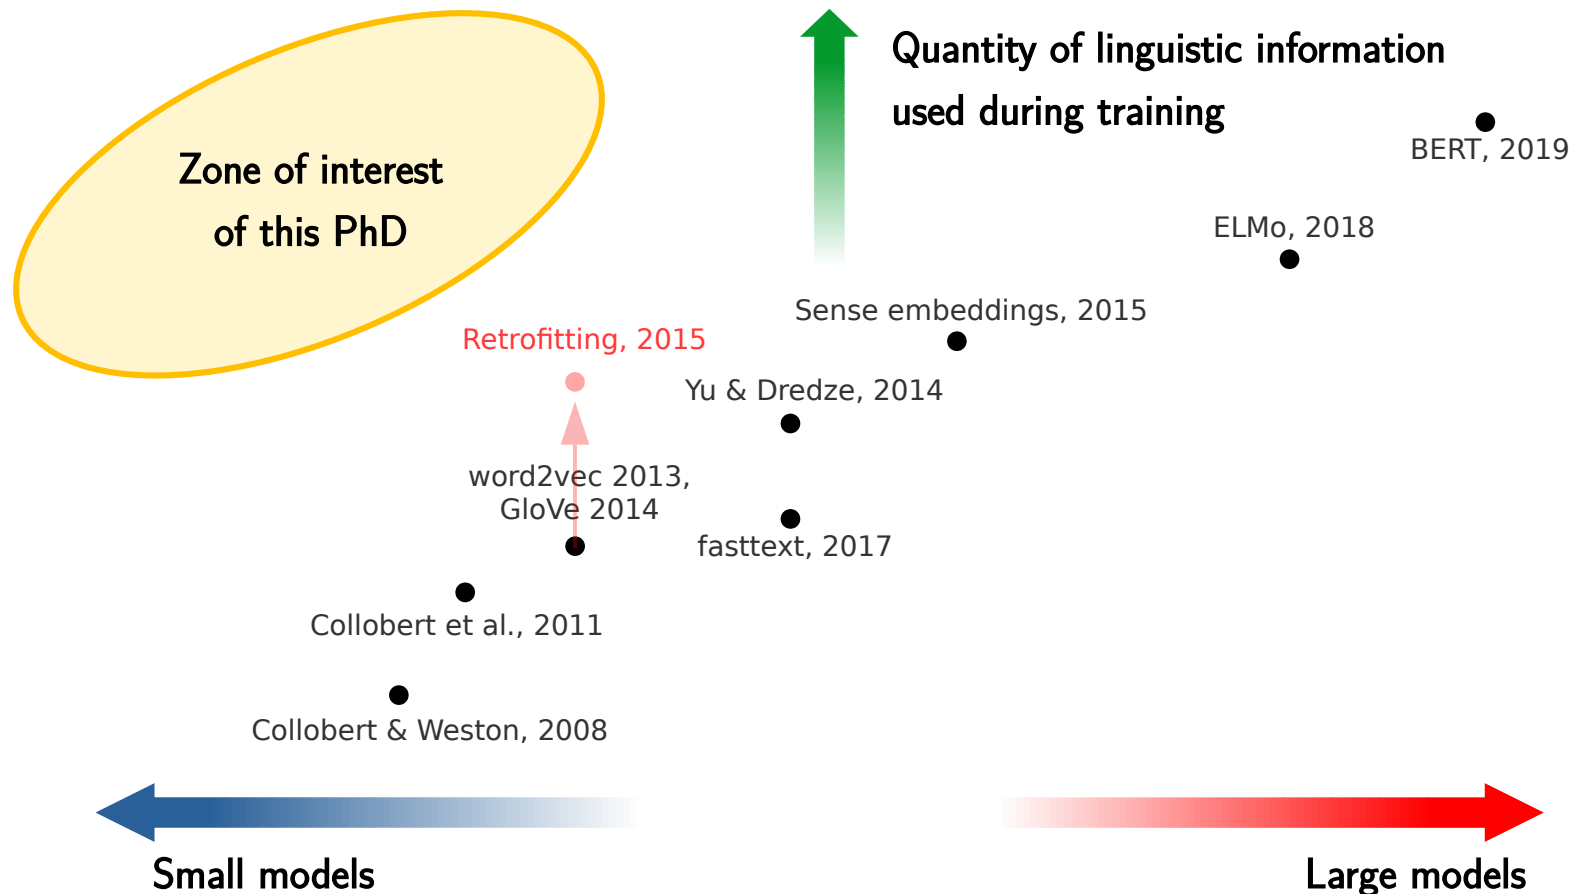 Quantity of linguistic information
used during training
BERT, 2019
Zone of interest
of this PhD
ELMo, 2018
Sense embeddings, 2015
Retrofitting, 2015
Yu & Dredze, 2014
word2vec 2013,
GloVe 2014
fasttext, 2017
Collobert et al., 2011
Collobert & Weston, 2008
Small models
Large models